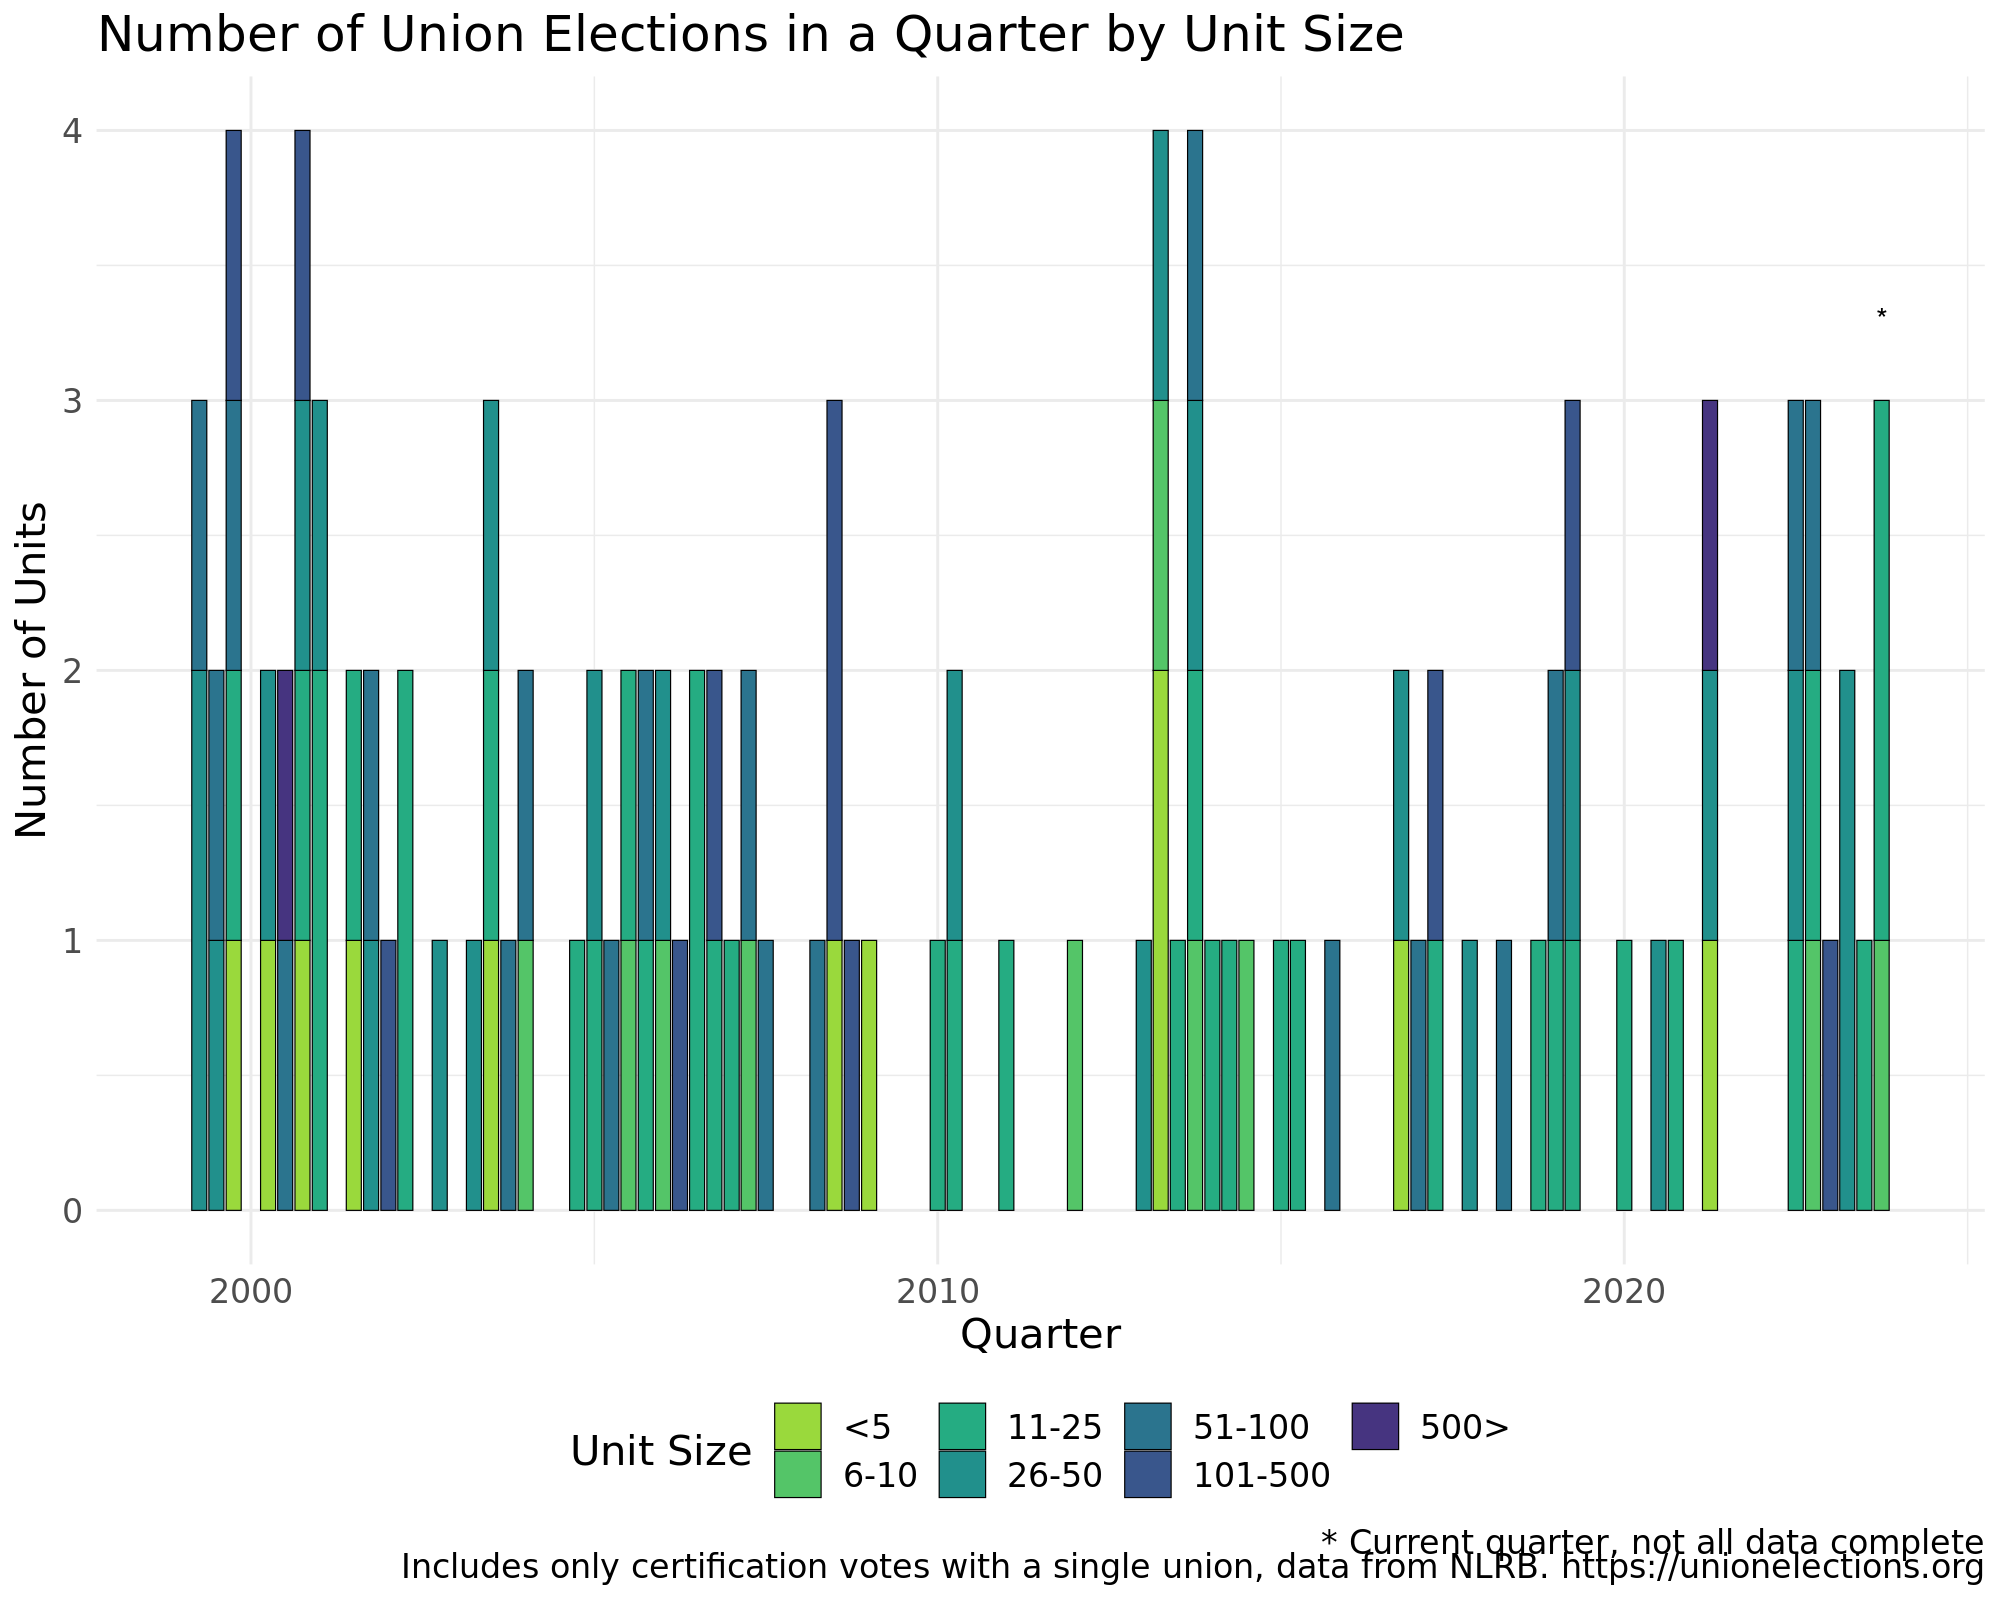 Number of Union Elections in a Quarter by Unit Size
Number of Units
4
3
2
1
0
*
2000 2010 2020
Quarter
Unit Size
<5 11-25 51-100 500>
6-10 26-50 101-500
* Current quarter, not all data complete
Includes only certification votes with a single union, data from NLRB. https://unionelections.org